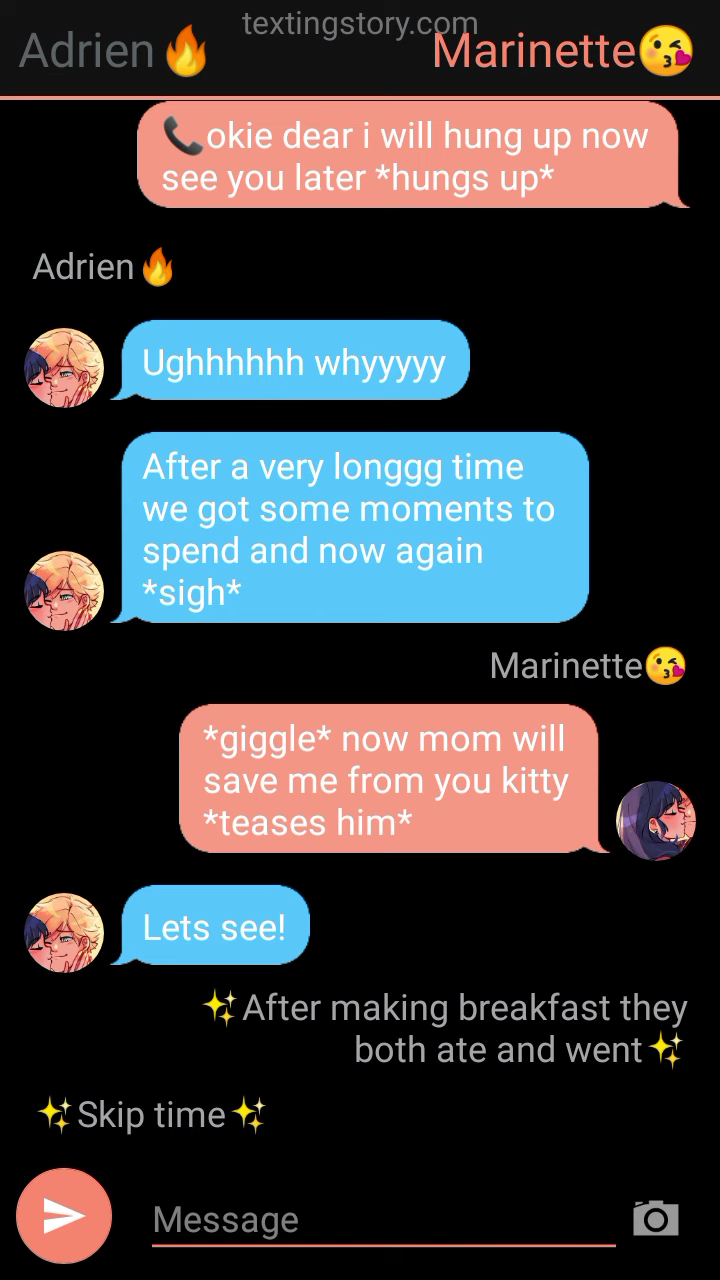 textingstory.com
Adrien🔥 Marinette😘
📞okie dear i will hung up now
see you later *hungs up*
Adrien🔥
Ughhhhhh whyyyyy
After a very longgg time
we got some moments to
spend and now again
*sigh*
Marinette😘
*giggle* now mom will
save me from you kitty
*teases him*
Lets see!
✨After making breakfast they
both ate and went✨
✨Skip time✨
Message